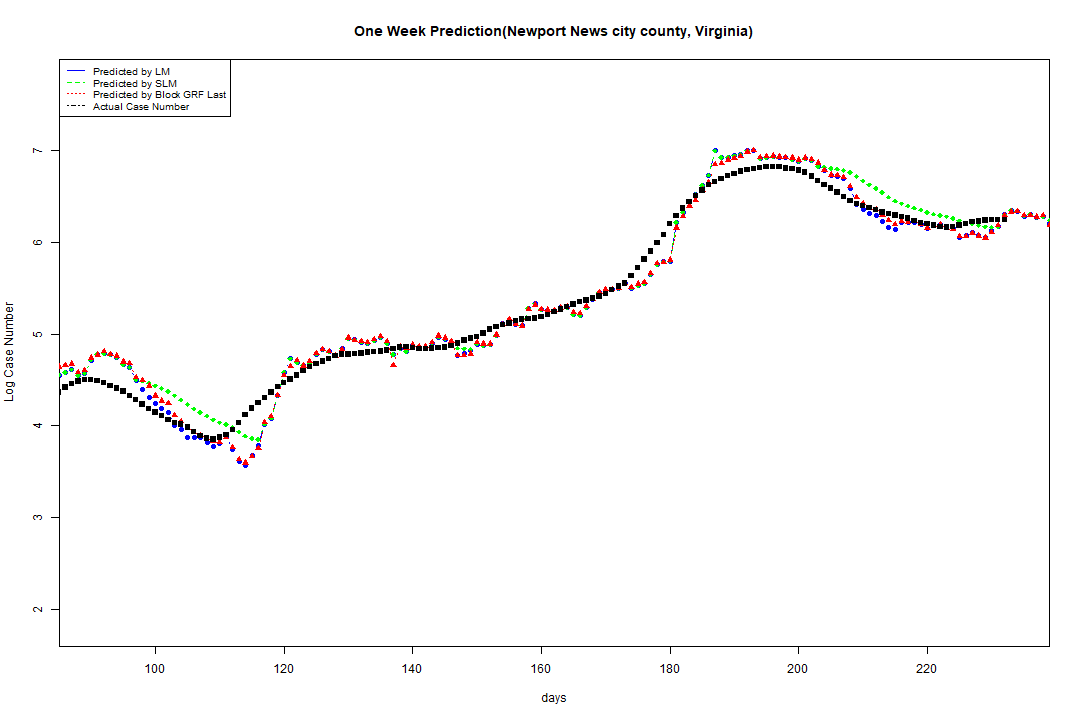 One Week Prediction(Newport News city county, Virginia)
Predicted by LM
Predicted by SLM
Predicted by Block GRF Last
Actual Case Number
7
6
5
4
3
2
Log Case Number
100 120 140 160 180 200 220
days